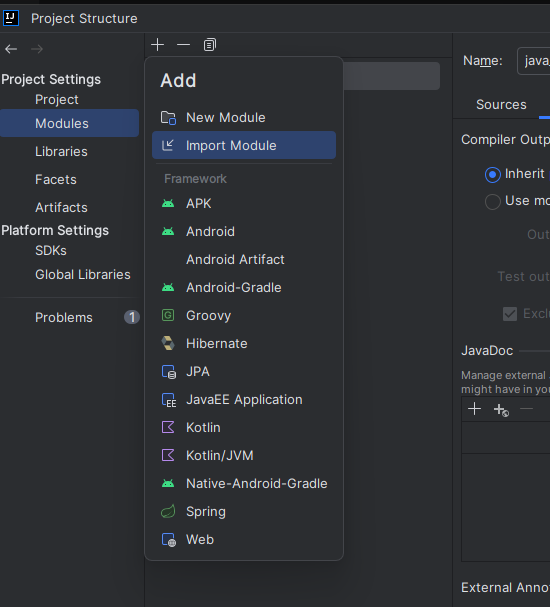 IJ
Project Structure
Project Settings
Project
Modules
Libraries
Facets
Artifacts
Platform Settings
SDKs
Global Libraries
Problems 1
Add
New Module
Import Module
Framework
APK
Android
Android Artifact
Android-Gradle
Groovy
Hibernate
JPA
JavaEE Application
Kotlin
Kotlin/JVM
Native-Android-Gradle
Spring
Web
Name: java
Sources
Compiler Outp
Inherit
Use mo
Out
Test out
Exclu
JavaDoc
Manage external
might have in you
External Anno